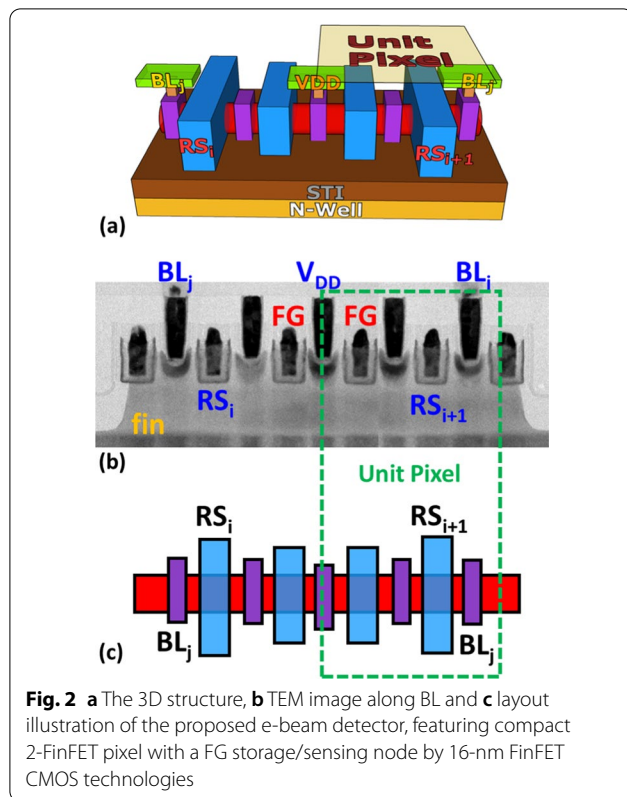 Unit
Pixel
BLj VDD BLj
RSi RSi+1
STI
N-Well
(a)
BLj VDD BLi
FG FG
RSi RSi+1
fin
(b)
Unit Pixel
RSi RSi+1
BLj BLj
(c)
Fig. 2 a The 3D structure, b TEM image along BL and c layout
illustration of the proposed e-beam detector, featuring compact
2-FinFET pixel with a FG storage/sensing node by 16-nm FinFET
CMOS technologies